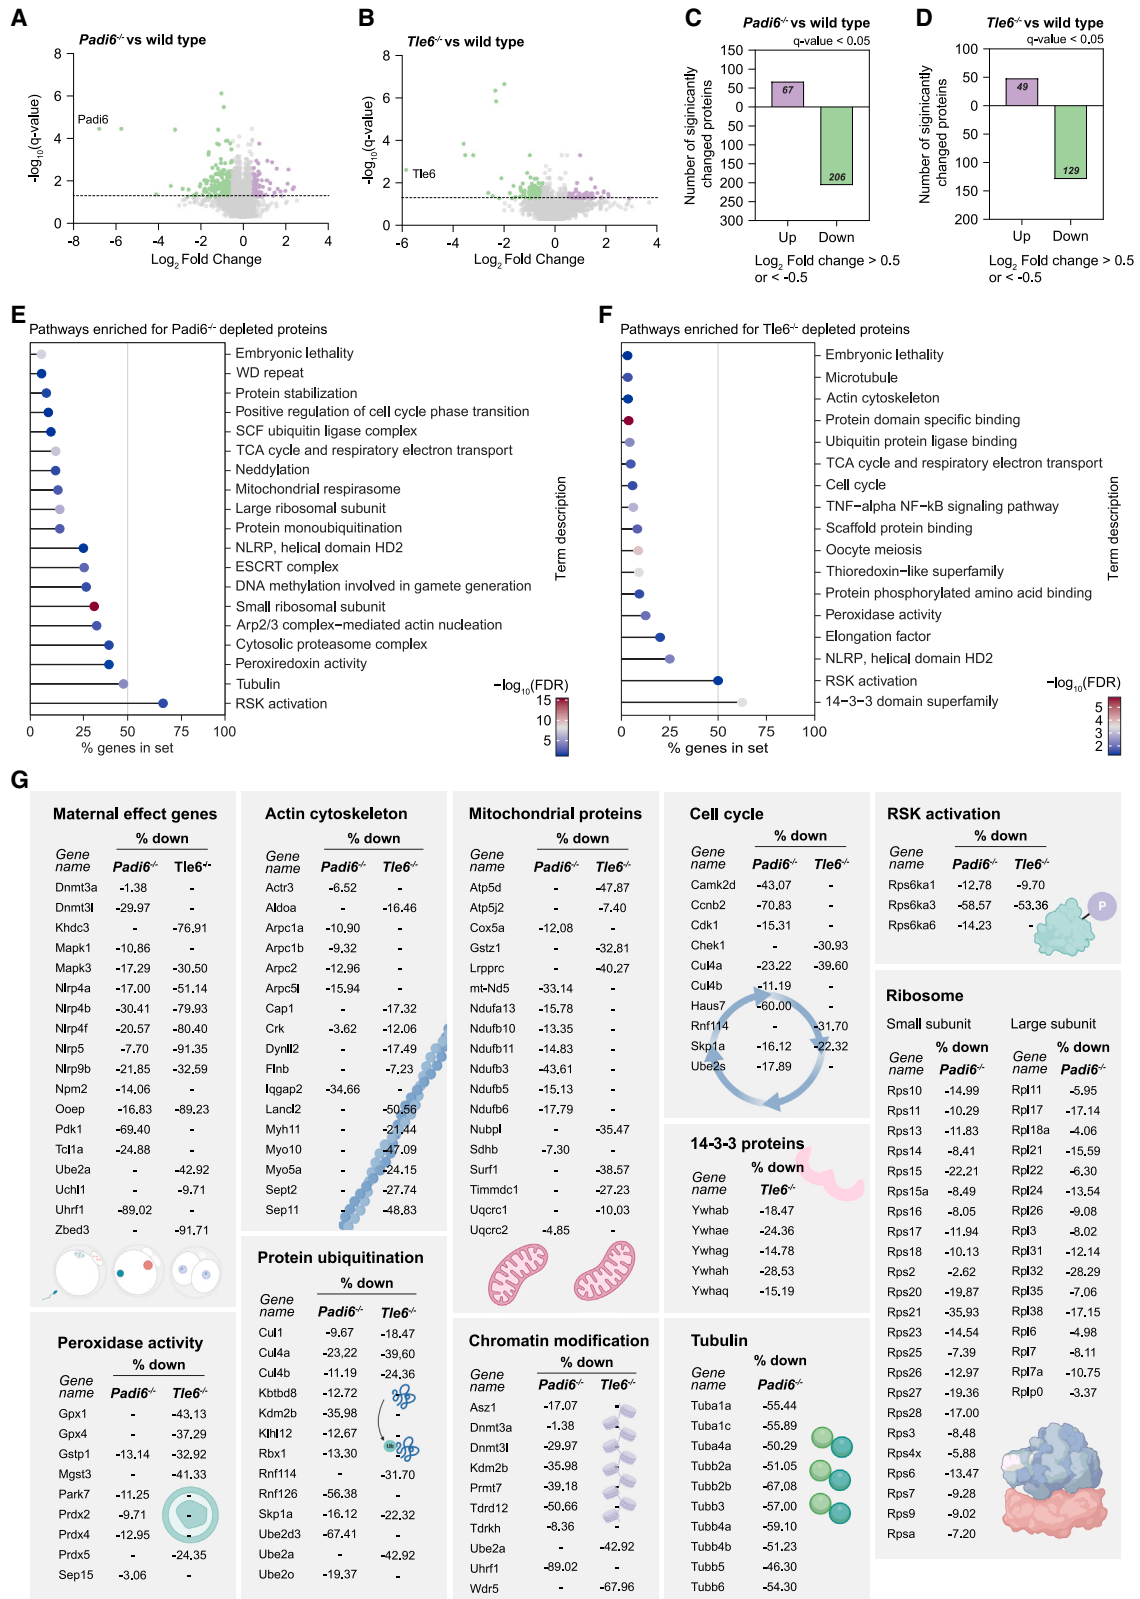 A
Padi6-/- vs wild type
-log10(q-value)
8
6
4
2
0
Padi6
-8 -6 -4 -2 0 2 4
Log2 Fold Change
B
Tle6-/- vs wild type
-log10(q-value)
8
6
4
2
0
Tle6
-6 -4 -2 0 2 4
Log2 Fold Change
C
Padi6-/- vs wild type
q-value < 0.05
Number of siginicantly
changed proteins
150
100
50
0
50
100
150
200
250
300
67
206
Up Down
Log2 Fold change > 0.5
or < -0.5
D
Tle6-/- vs wild type
q-value < 0.05
Number of siginicantly
changed proteins
100
50
0
50
100
150
200
49
129
Up Down
Log2 Fold change > 0.5
or < -0.5
E
Pathways enriched for Padi6-/- depleted proteins
Embryonic lethality
WD repeat
Protein stabilization
Positive regulation of cell cycle phase transition
SCF ubiquitin ligase complex
TCA cycle and respiratory electron transport
Neddylation
Mitochondrial respirasome
Large ribosomal subunit
Protein monoubiquitination
NLRP, helical domain HD2
ESCRT complex
DNA methylation involved in gamete generation
Small ribosomal subunit
Arp2/3 complex−mediated actin nucleation
Cytosolic proteasome complex
Peroxiredoxin activity
Tubulin
RSK activation
Term description
0 25 50 75 100
% genes in set
−log10(FDR)
15
10
5
F
Pathways enriched for Tle6-/- depleted proteins
Embryonic lethality
Microtubule
Actin cytoskeleton
Protein domain specific binding
Ubiquitin protein ligase binding
TCA cycle and respiratory electron transport
Cell cycle
TNF−alpha NF−kB signaling pathway
Scaffold protein binding
Oocyte meiosis
Thioredoxin−like superfamily
Protein phosphorylated amino acid binding
Peroxidase activity
Elongation factor
NLRP, helical domain HD2
RSK activation
14−3−3 domain superfamily
Term description
0 25 50 75 100
% genes in set
−log10(FDR)
5
4
3
2
G
Maternal effect genes
% down
Gene name Padi6-/- Tle6-/-
Dnmt3a -1.38 -
Dnmt3l -29.97 -
Khdc3 - -76.91
Mapk1 -10.86 -
Mapk3 -17.29 -30.50
Nlrp4a -17.00 -51.14
Nlrp4b -30.41 -79.93
Nlrp4f -20.57 -80.40
Nlrp5 -7.70 -91.35
Nlrp9b -21.85 -32.59
Npm2 -14.06 -
Ooep -16.83 -89.23
Pdk1 -69.40 -
Tcl1a -24.88 -
Ube2a - -42.92
Uchl1 - -9.71
Uhrf1 -89.02 -
Zbed3 - -91.71
Peroxidase activity
% down
Gene name Padi6-/- Tle6-/-
Gpx1 - -43.13
Gpx4 - -37.29
Gstp1 -13.14 -32.92
Mgst3 - -41.33
Park7 -11.25 -
Prdx2 -9.71 -
Prdx4 -12.95 -
Prdx5 - -24.35
Sep15 -3.06 -
Actin cytoskeleton
% down
Gene name Padi6-/- Tle6-/-
Actr3 -6.52 -
Aldoa - -16.46
Arpc1a -10.90 -
Arpc1b -9.32 -
Arpc2 -12.96 -
Arpc5l -15.94 -
Cap1 - -17.32
Crk -3.62 -12.06
Dynll2 - -17.49
Flnb - -7.23
Iqgap2 -34.66 -
Lancl2 - -50.56
Myh11 - -21.44
Myo10 - -47.09
Myo5a - -24.15
Sept2 - -27.74
Sep11 - -48.83
Protein ubiquitination
% down
Gene name Padi6-/- Tle6-/-
Cul1 -9.67 -18.47
Cul4a -23,22 -39,60
Cul4b -11.19 -24.36
Kbtbd8 -12.72 -
Kdm2b -35.98 -
Klhl12 -12.67 -
Rbx1 -13.30 -
Ub
Rnf114 - -31.70
Rnf126 -56.38 -
Skp1a -16.12 -22,32
Ube2d3 -67.41 -
Ube2a - -42.92
Ube2o -19.37 -
Mitochondrial proteins
% down
Gene name Padi6-/- Tle6-/-
Atp5d - -47.87
Atp5j2 - -7.40
Cox5a -12.08 -
Gstz1 - -32.81
Lrpprc - -40.27
mt-Nd5 -33.14 -
Ndufa13 -15.78 -
Ndufb10 -13.35 -
Ndufb11 -14.83 -
Ndufb3 -43.61 -
Ndufb5 -15.13 -
Ndufb6 -17.79 -
Nubpl - -35.47
Sdhb -7.30 -
Surf1 - -38.57
Timmdc1 - -27.23
Uqcrc1 - -10.03
Uqcrc2 -4.85 -
Chromatin modification
% down
Gene name Padi6-/- Tle6-/-
Asz1 -17.07 -
Dnmt3a -1.38 -
Dnmt3l -29.97 -
Kdm2b -35.98 -
Prmt7 -39.18 -
Tdrd12 -50.66 -
Tdrkh -8.36 -
Ube2a - -42.92
Uhrf1 -89.02 -
Wdr5 - -67.96
Cell cycle
% down
Gene name Padi6-/- Tle6-/-
Camk2d -43.07 -
Ccnb2 -70.83 -
Cdk1 -15.31 -
Chek1 - -30.93
Cul4a -23.22 -39.60
Cul4b -11.19 -
Haus7 -60.00 -
Rnf114 - -31.70
Skp1a -16.12 -22.32
Ube2s -17.89 -
14-3-3 proteins
% down
Gene name Tle6-/-
Ywhab -18.47
Ywhae -24.36
Ywhag -14.78
Ywhah -28.53
Ywhaq -15.19
Tubulin
% down
Gene name Padi6-/-
Tuba1a -55.44
Tuba1c -55.89
Tuba4a -50.29
Tubb2a -51.05
Tubb2b -67.08
Tubb3 -57.00
Tubb4a -59.10
Tubb4b -51.23
Tubb5 -46.30
Tubb6 -54.30
RSK activation
% down
Gene name Padi6-/- Tle6-/-
Rps6ka1 -12.78 -9.70
Rps6ka3 -58.57 -53.36
Rps6ka6 -14.23 -
P
Ribosome
Small subunit Large subunit
% down % down
Gene name Padi6-/- Gene name Padi6-/-
Rps10 -14.99 Rpl11 -5.95
Rps11 -10.29 Rpl17 -17.14
Rps13 -11.83 Rpl18a -4.06
Rps14 -8.41 Rpl21 -15.59
Rps15 -22.21 Rpl22 -6.30
Rps15a -8.49 Rpl24 -13.54
Rps16 -8.05 Rpl26 -9.08
Rps17 -11.94 Rpl3 -8.02
Rps18 -10.13 Rpl31 -12.14
Rps2 -2.62 Rpl32 -28.29
Rps20 -19.87 Rpl35 -7.06
Rps21 -35.93 Rpl38 -17.15
Rps23 -14.54 Rpl6 -4.98
Rps25 -7.39 Rpl7 -8.11
Rps26 -12.97 Rpl7a -10.75
Rps27 -19.36 Rplp0 -3.37
Rps28 -17.00
Rps3 -8.48
Rps4x -5.88
Rps6 -13.47
Rps7 -9.28
Rps9 -9.02
Rpsa -7.20